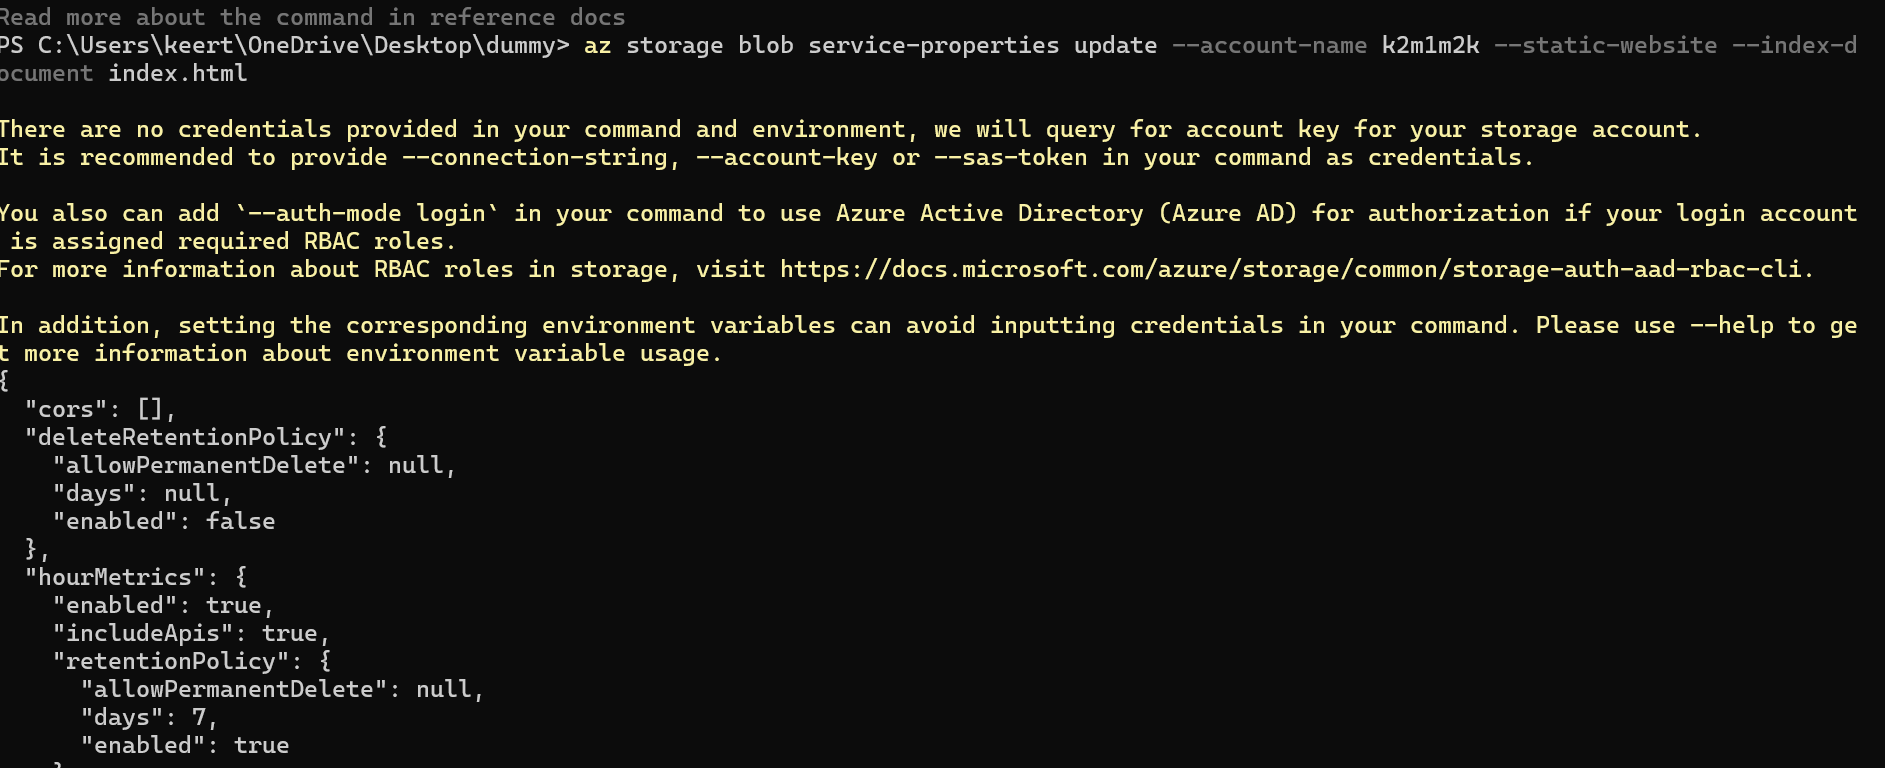 Read more about the command in reference docs
PS C:\Users\keert\OneDrive\Desktop\dummy> az storage blob service-properties update --account-name k2m1m2k --static-website --index-d
ocument index.html
There are no credentials provided in your command and environment, we will query for account key for your storage account.
It is recommended to provide --connection-string, --account-key or --sas-token in your command as credentials.
You also can add `--auth-mode login` in your command to use Azure Active Directory (Azure AD) for authorization if your login account
 is assigned required RBAC roles.
For more information about RBAC roles in storage, visit https://docs.microsoft.com/azure/storage/common/storage-auth-aad-rbac-cli.
In addition, setting the corresponding environment variables can avoid inputting credentials in your command. Please use --help to ge
t more information about environment variable usage.
{
  "cors": [],
  "deleteRetentionPolicy": {
    "allowPermanentDelete": null,
    "days": null,
    "enabled": false
  },
  "hourMetrics": {
    "enabled": true,
    "includeApis": true,
    "retentionPolicy": {
      "allowPermanentDelete": null,
      "days": 7,
      "enabled": true
    }